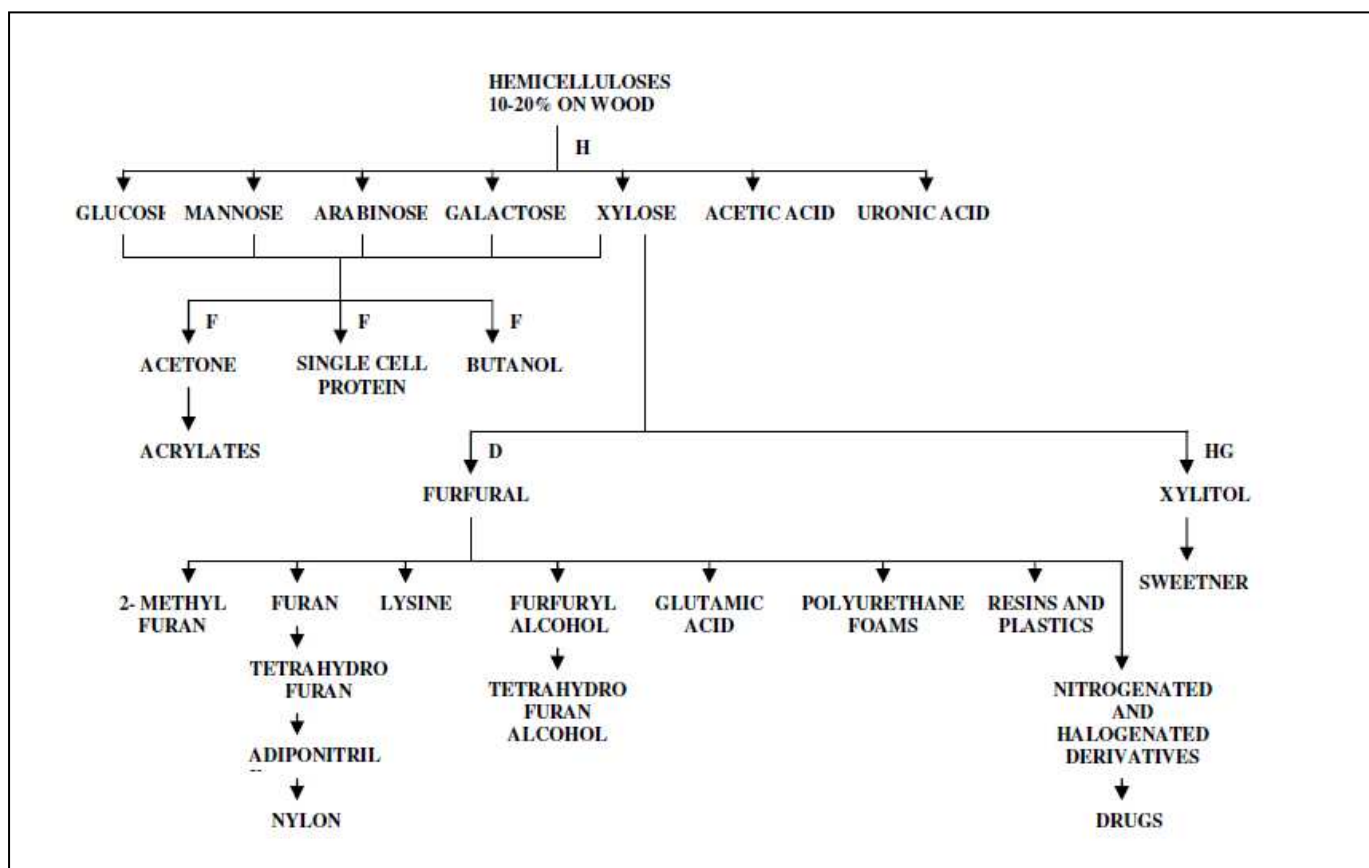 HEMICELLULOSES
10-20% ON WOOD
H
GLUCOSE MANNOSE ARABINOSE GALACTOSE XYLOSE ACETIC ACID URONIC ACID
F F F
ACETONE SINGLE CELL BUTANOL
PROTEIN
ACRYLATES
D HG
FURFURAL XYLITOL
SWEETNER
2- METHYL FURAN LYSINE FURFURYL GLUTAMIC POLYURETHANE RESINS AND
FURAN ALCOHOL ACID FOAMS PLASTICS
TETRAHYDRO
FURAN
TETRAHYDRO
FURAN
ALCOHOL
NITROGENATED
AND
HALOGENATED
DERIVATIVES
ADIPONITRIL
NYLON DRUGS